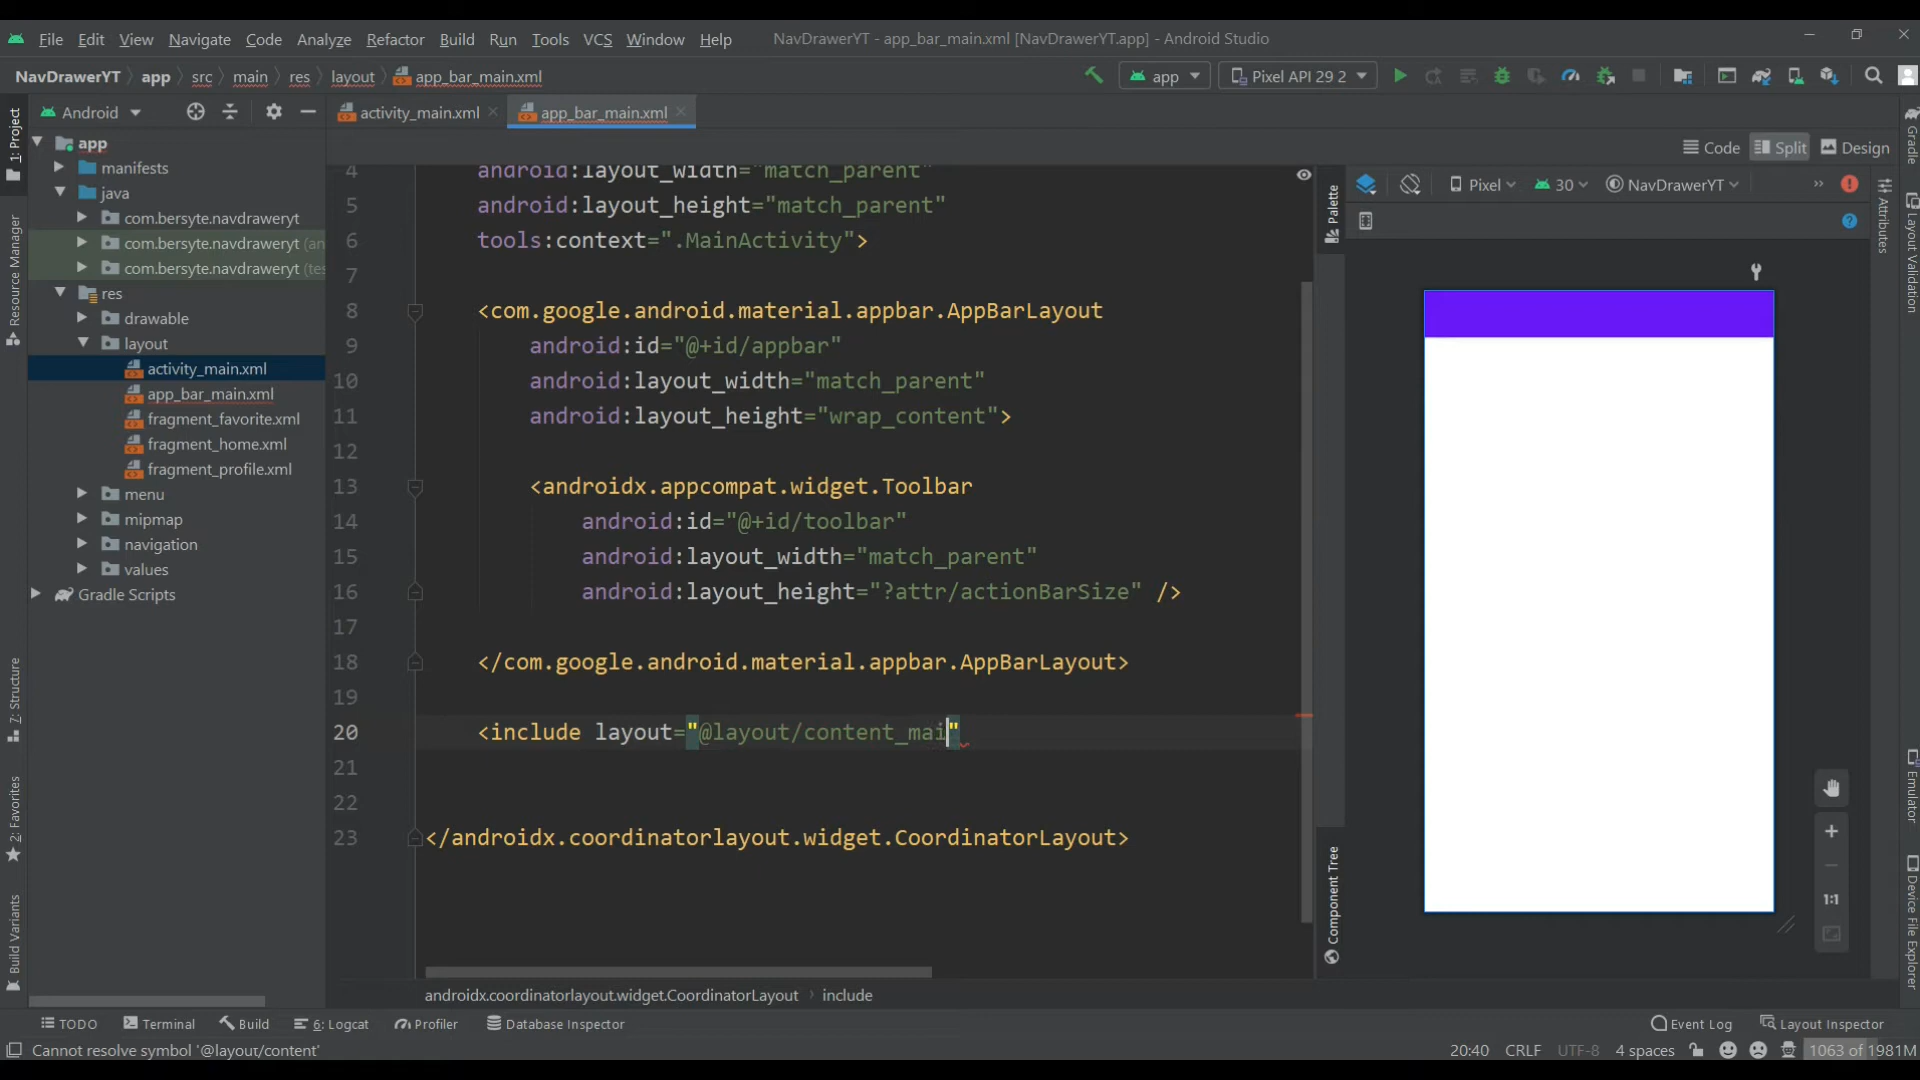 File Edit View Navigate Code Analyze Refactor Build Run Tools VCS Window Help NavDrawerYT - app_bar_main.xml [NavDrawerYT.app] - Android Studio
NavDrawerYT app src main res layout app_bar_main.xml app Pixel API 29 2
Android activity_main.xml app_bar_main.xml
Code Split Design
1: Project
Resource Manager
7: Structure
2: Favorites
Build Variants
app
manifests
java
com.bersyte.navdraweryt
com.bersyte.navdraweryt (an
com.bersyte.navdraweryt (tes
res
drawable
layout
activity_main.xml
app_bar_main.xml
fragment_favorite.xml
fragment_home.xml
fragment_profile.xml
menu
mipmap
navigation
values
Gradle Scripts
4 android:layout_width="match_parent"
5 android:layout_height="match_parent"
6 tools:context=".MainActivity">
7
8 <com.google.android.material.appbar.AppBarLayout
9 android:id="@+id/appbar"
10 android:layout_width="match_parent"
11 android:layout_height="wrap_content">
12
13 <androidx.appcompat.widget.Toolbar
14 android:id="@+id/toolbar"
15 android:layout_width="match_parent"
16 android:layout_height="?attr/actionBarSize" />
17
18 </com.google.android.material.appbar.AppBarLayout>
19
20 <include layout="@layout/content_mai"
21
22
23 </androidx.coordinatorlayout.widget.CoordinatorLayout>
androidx.coordinatorlayout.widget.CoordinatorLayout include
Palette
Component Tree
Pixel 30 NavDrawerYT
1:1
Attributes
Gradle
Layout Validation
Emulator
Device File Explorer
TODO Terminal Build 6: Logcat Profiler Database Inspector Event Log Layout Inspector
Cannot resolve symbol '@layout/content' 20:40 CRLF UTF-8 4 spaces 1063 of 1981M